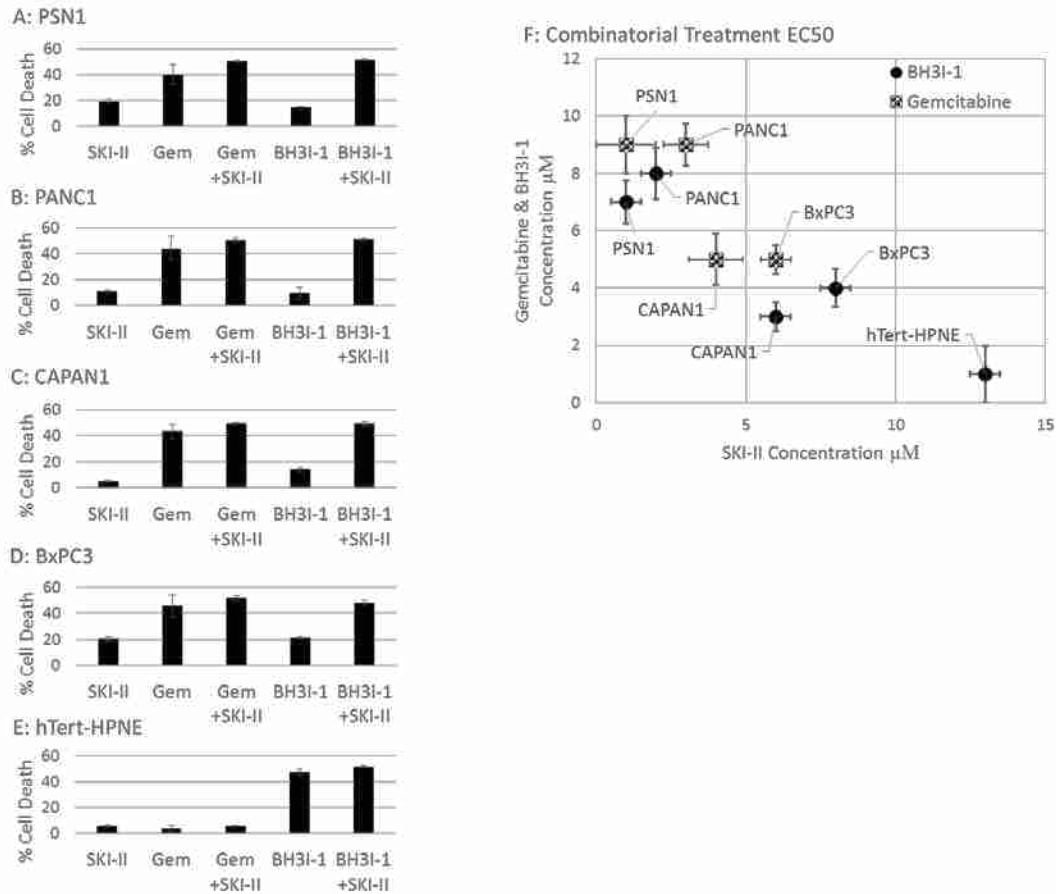 A: PSN1
% Cell Death
60
40
20
0
SKI-II Gem Gem +SKI-II BH3I-1 BH3I-1 +SKI-II
B: PANC1
% Cell Death
60
40
20
0
SKI-II Gem Gem +SKI-II BH3I-1 BH3I-1 +SKI-II
C: CAPAN1
% Cell Death
60
40
20
0
SKI-II Gem Gem +SKI-II BH3I-1 BH3I-1 +SKI-II
D: BxPC3
% Cell Death
60
40
20
0
SKI-II Gem Gem +SKI-II BH3I-1 BH3I-1 +SKI-II
E: hTert-HPNE
% Cell Death
60
40
20
0
SKI-II Gem Gem +SKI-II BH3I-1 BH3I-1 +SKI-II
F: Combinatorial Treatment EC50
Gemcitabine & BH3I-1
Concentration μM
12
10
8
6
4
2
0
BH3I-1
Gemcitabine
PSN1
PANC1
PANC1
PSN1
BxPC3
BxPC3
CAPAN1
CAPAN1
hTert-HPNE
0 5 10 15
SKI-II Concentration μM